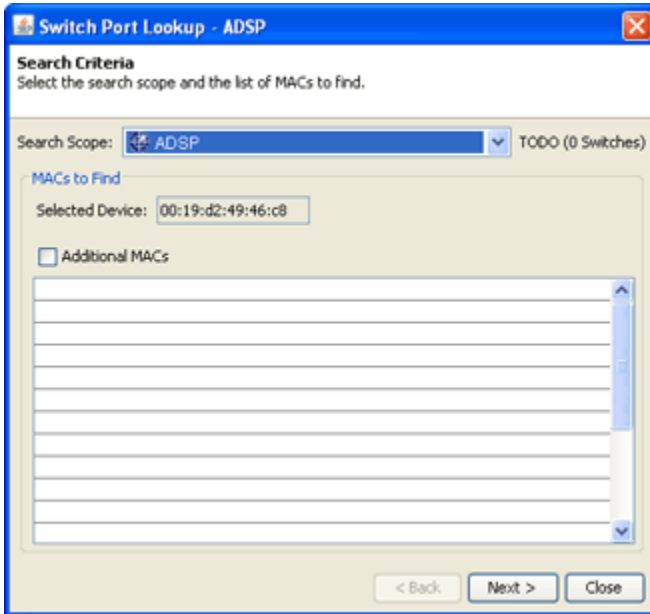 Switch Port Lookup - ADSP
Search Criteria
Select the search scope and the list of MACs to find.
Search Scope: ADSP TODO (0 Switches)
MACs to Find
Selected Device: 00:19:d2:49:46:c8
Additional MACs
< Back Next > Close